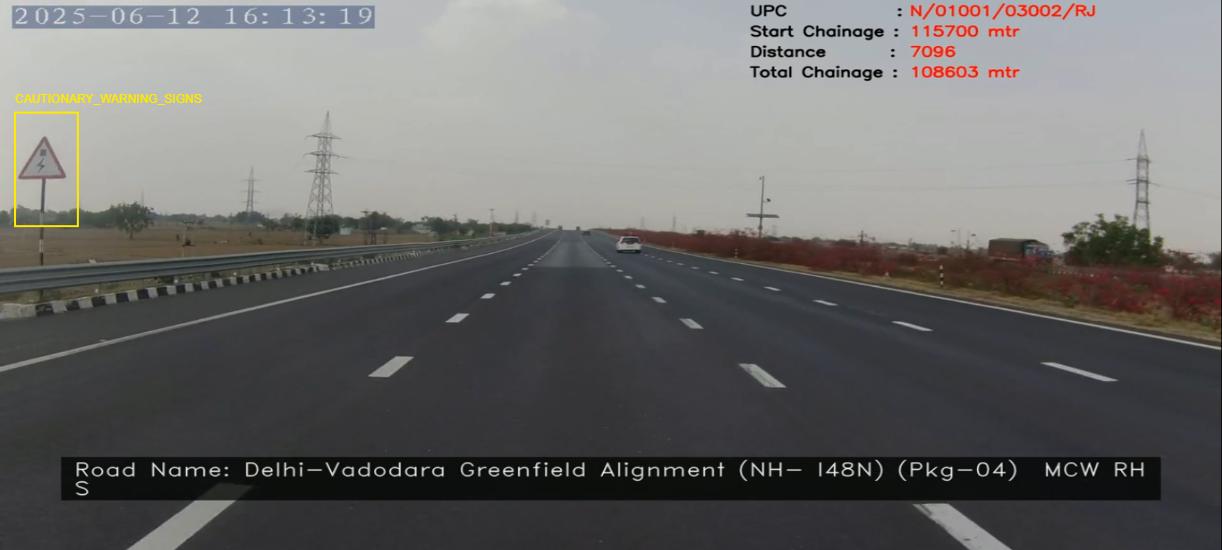 2025-06-12 16:13:19
UPC : N/01001/03002/RJ
Start Chainage : 115700 mtr
Distance : 7096
Total Chainage : 108603 mtr
CAUTIONARY_WARNING_SIGNS
Road Name: Delhi-Vadodara Greenfield Alignment (NH- 148N) (Pkg-04) MCW RH
S